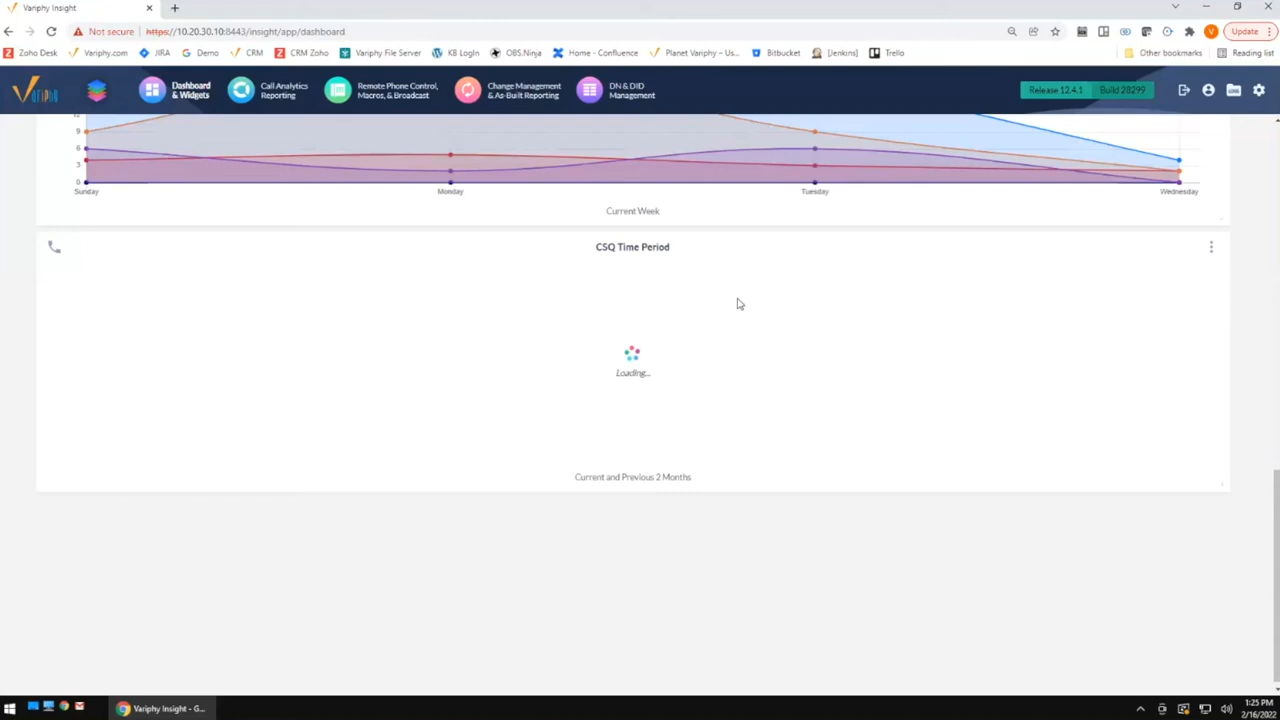 Variphy Insight
Not secure https://10.20.30.10:8443/insight/app/dashboard
Update
Zoho Desk Variphy.com JIRA Demo CRM CRM Zoho Variphy File Server KB Login OBS.Ninja Home - Confluence Planet Variphy – Us... Bitbucket [Jenkins] Trello Other bookmarks Reading list
Variphy
Dashboard
& Widgets
Call Analytics
Reporting
Remote Phone Control,
Macros, & Broadcast
Change Management
& As-Built Reporting
DN & DID
Management
Release 12.4.1 Build 28299
12
9
6
3
0
Sunday Monday Tuesday Wednesday
Current Week
CSQ Time Period
Loading...
Current and Previous 2 Months
Variphy Insight - G...
1:25 PM
2/16/2022